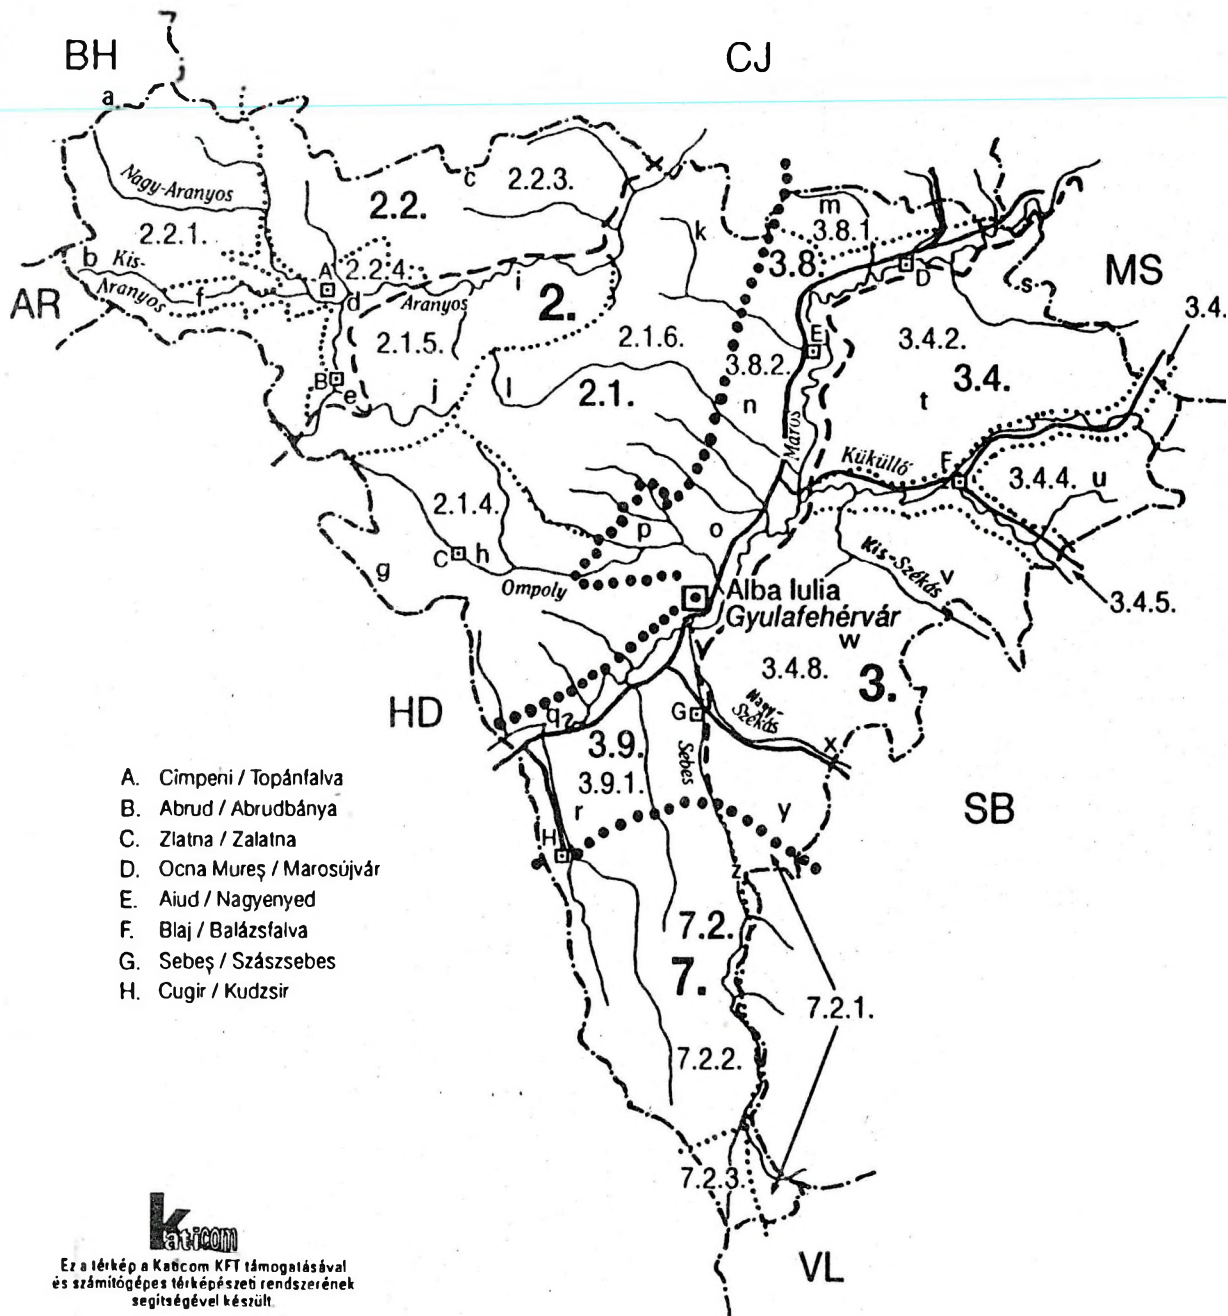 BH
CJ
a
Nagy-Aranyos
2.2.
c
2.2.3.
m
3.8.1
k
2.2.1.
b
Kis-
Aranyos
f
A
2.2.4.
d
Aranyos
i
2.
3.8.
D
s
MS
AR
3.4.
2.1.5.
2.1.6.
E
3.8.2.
3.4.2.
3.4.
B
e
j
l
2.1.
n
t
Maros
Küküllő
F
3.4.4.
u
2.1.4.
C
h
g
p
o
Ompoly
Kis-Székás
v
3.4.5.
Alba Iulia
Gyulafehérvár
w
3.4.8.
3.
HD
q
G
Nagy-
Székás
x
3.9.
3.9.1.
Sebes
r
y
SB
H
z
7.2.
7.
7.2.1.
7.2.2.
7.2.3.
VL
A. Cîmpeni / Topánfalva
B. Abrud / Abrudbánya
C. Zlatna / Zalatna
D. Ocna Mureş / Marosújvár
E. Aiud / Nagyenyed
F. Blaj / Balázsfalva
G. Sebeş / Szászsebes
H. Cugir / Kudzsir
Katicom
Ez a térkép a Katicom KFT támogatásával
és számítógépes térképészeti rendszerének
segítségével készült.